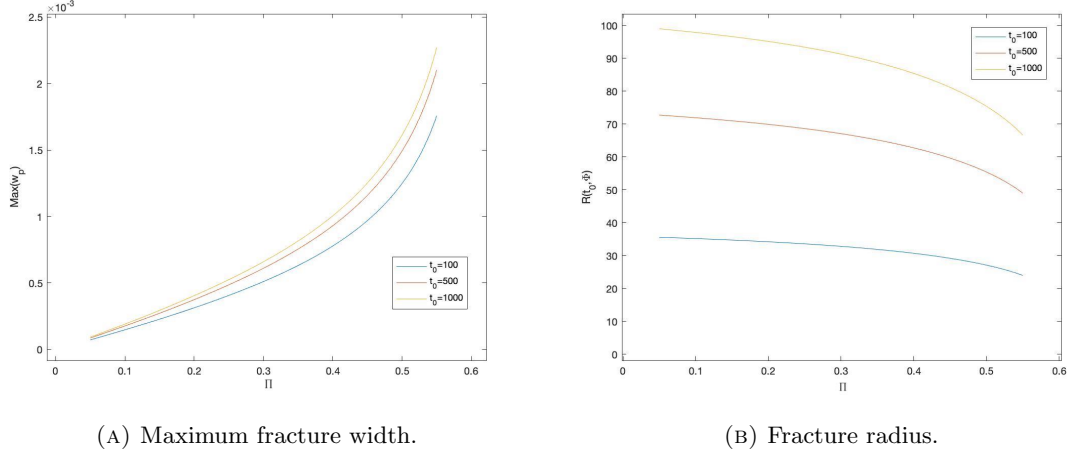 ×10⁻³
2.5
2
1.5
1
0.5
0
Max(w_p)
t_0=100
t_0=500
t_0=1000
0 0.1 0.2 0.3 0.4 0.5 0.6
Π
(A) Maximum fracture width.
100
90
80
70
60
50
40
30
20
10
0
R(t_0,Φ)
t_0=100
t_0=500
t_0=1000
0 0.1 0.2 0.3 0.4 0.5 0.6
Π
(B) Fracture radius.